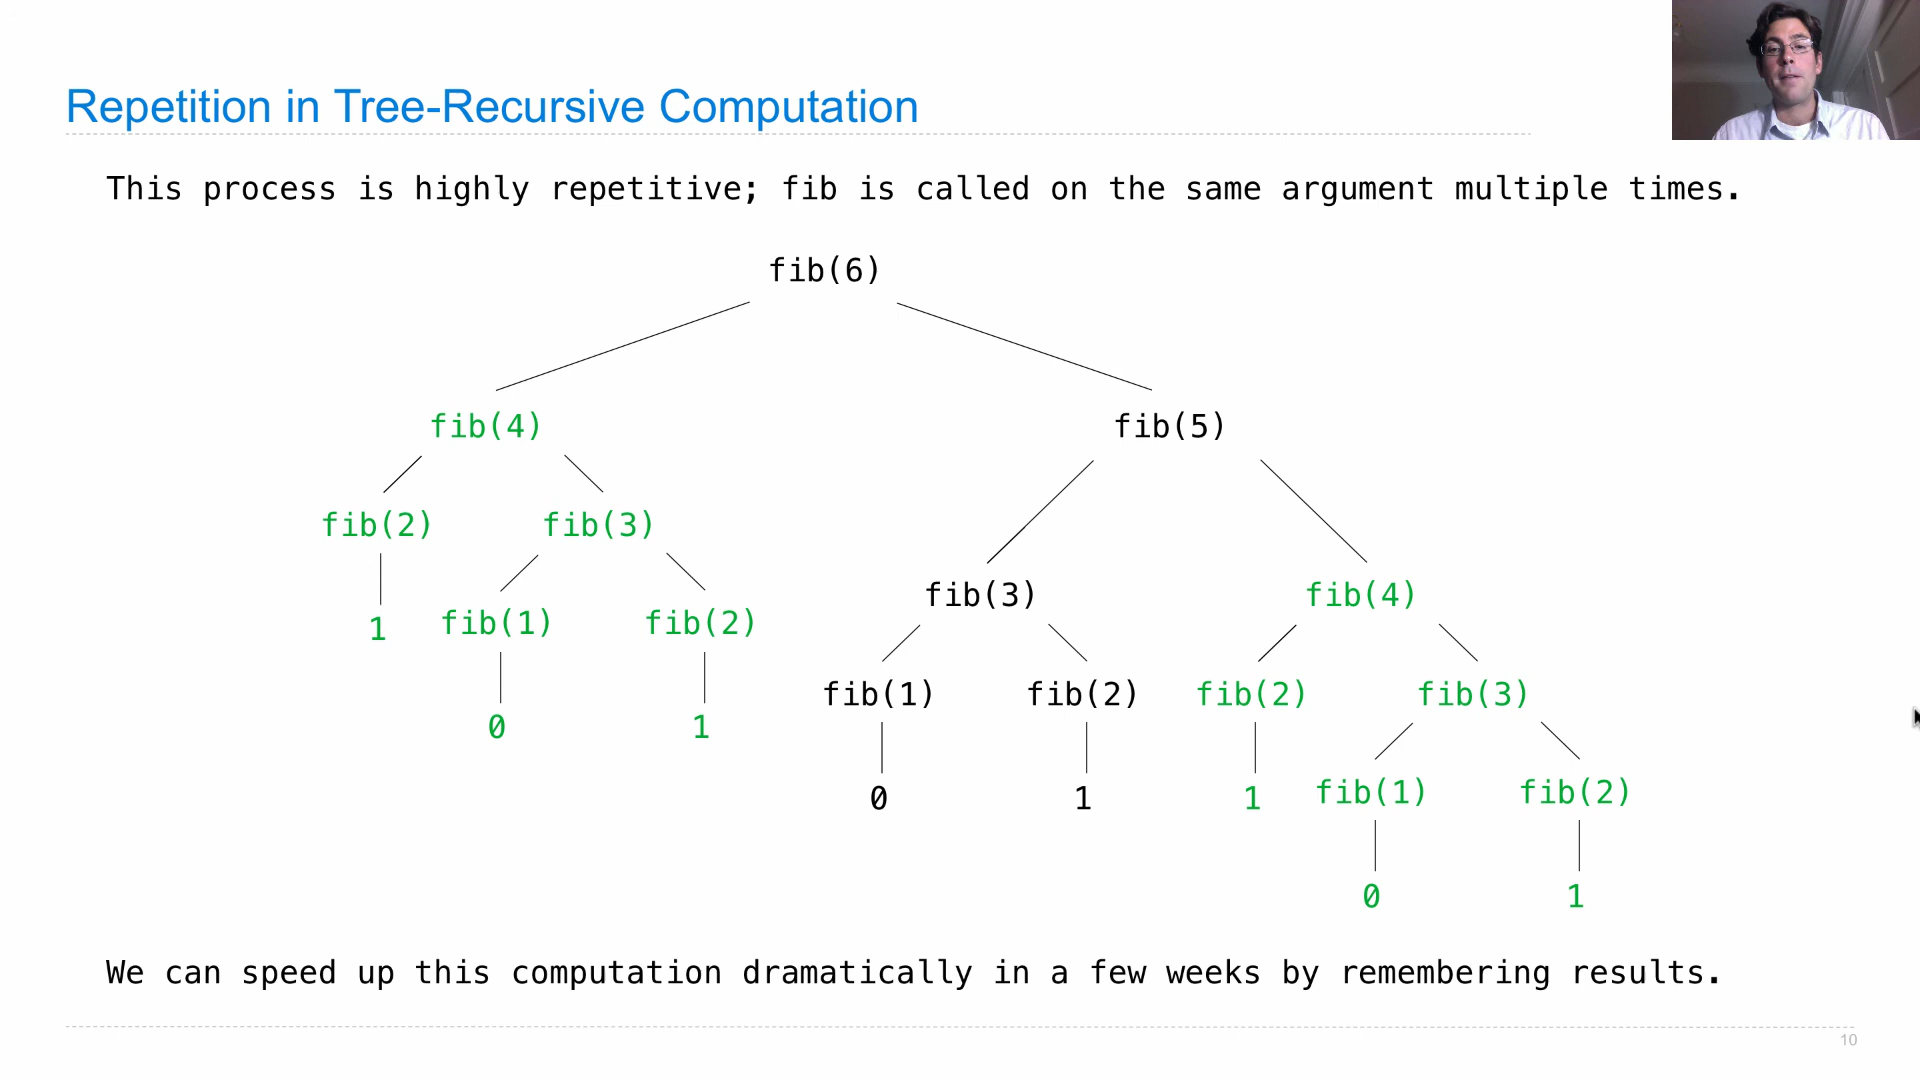 Repetition in Tree-Recursive Computation
This process is highly repetitive; fib is called on the same argument multiple times.
fib(6)
fib(4) fib(5)
fib(2) fib(3)
fib(3) fib(4)
1 fib(1) fib(2)
fib(1) fib(2) fib(2) fib(3)
0 1
0 1 1 fib(1) fib(2)
0 1
We can speed up this computation dramatically in a few weeks by remembering results.
10